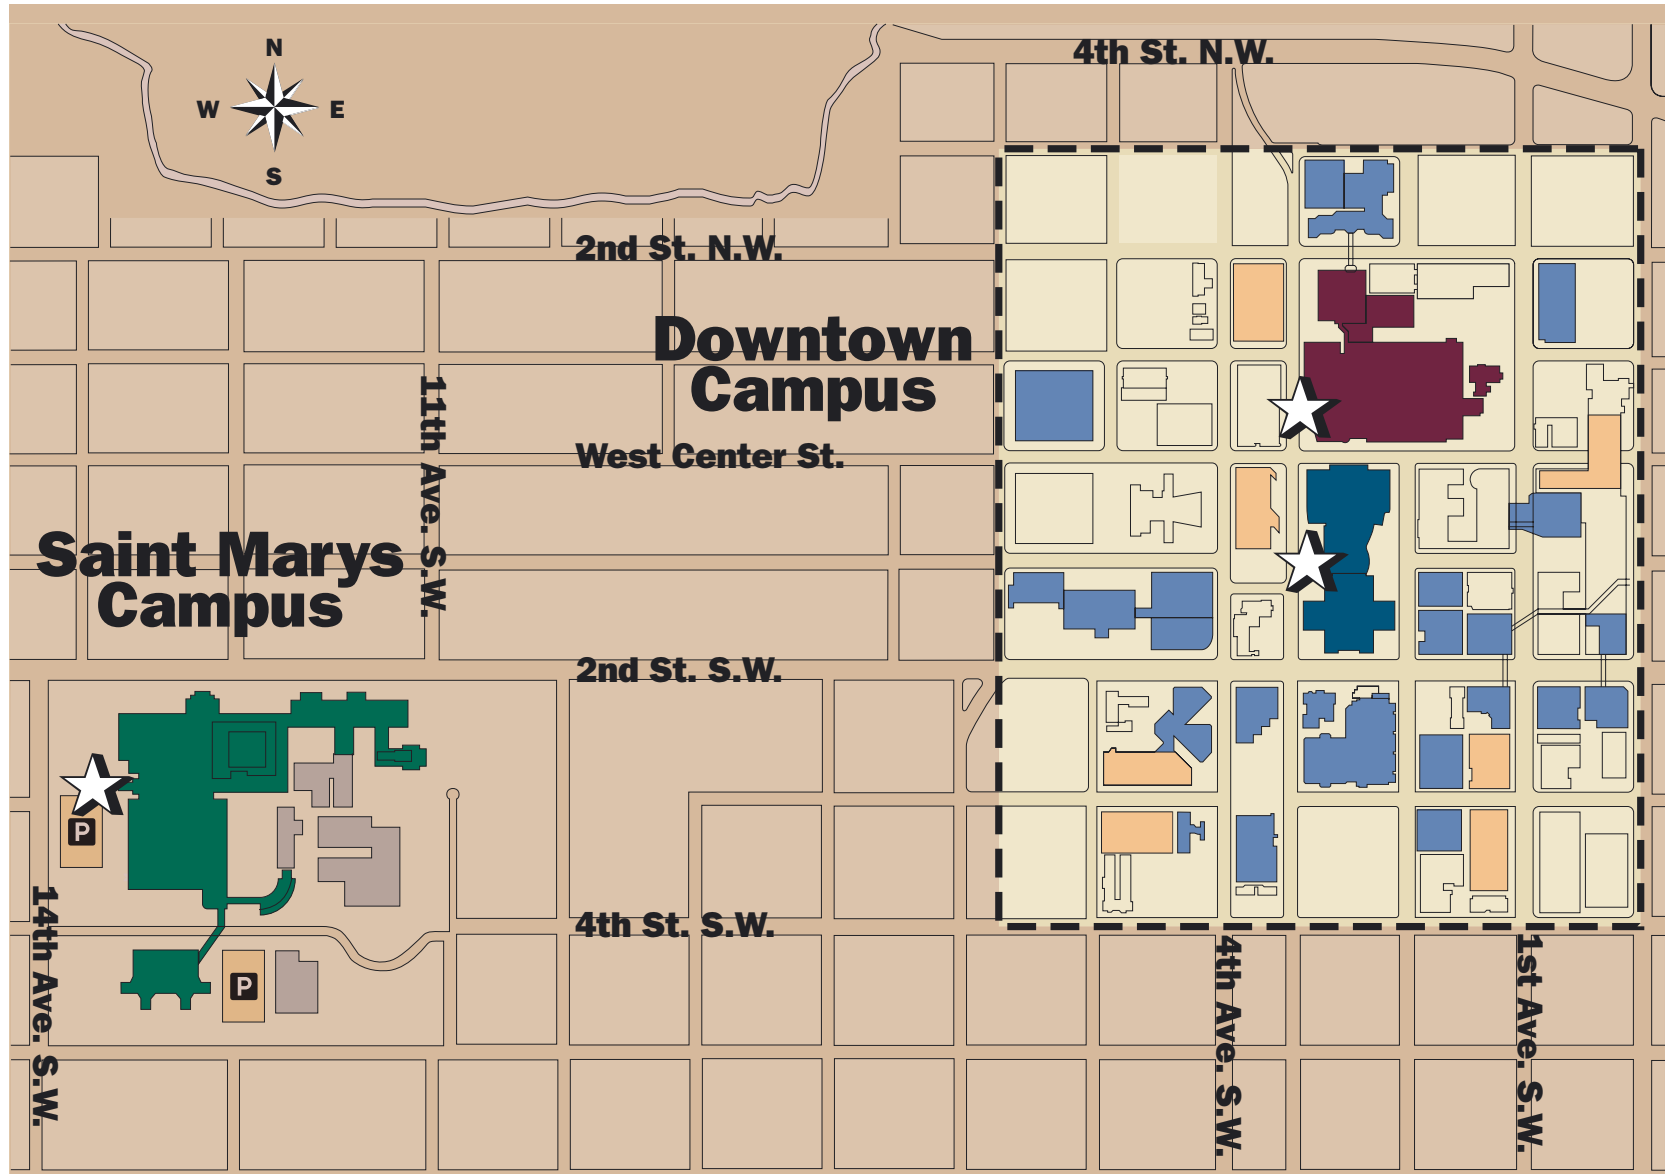 N
4th St. N.W.
W
E
S
2nd St. N.W.
Downtown
Campus
11th Ave. S.W.
West Center St.
Saint Marys
Campus
2nd St. S.W.
P
14th Ave. S.W.
4th St. S.W.
P
4th Ave. S.W.
1st Ave. S.W.